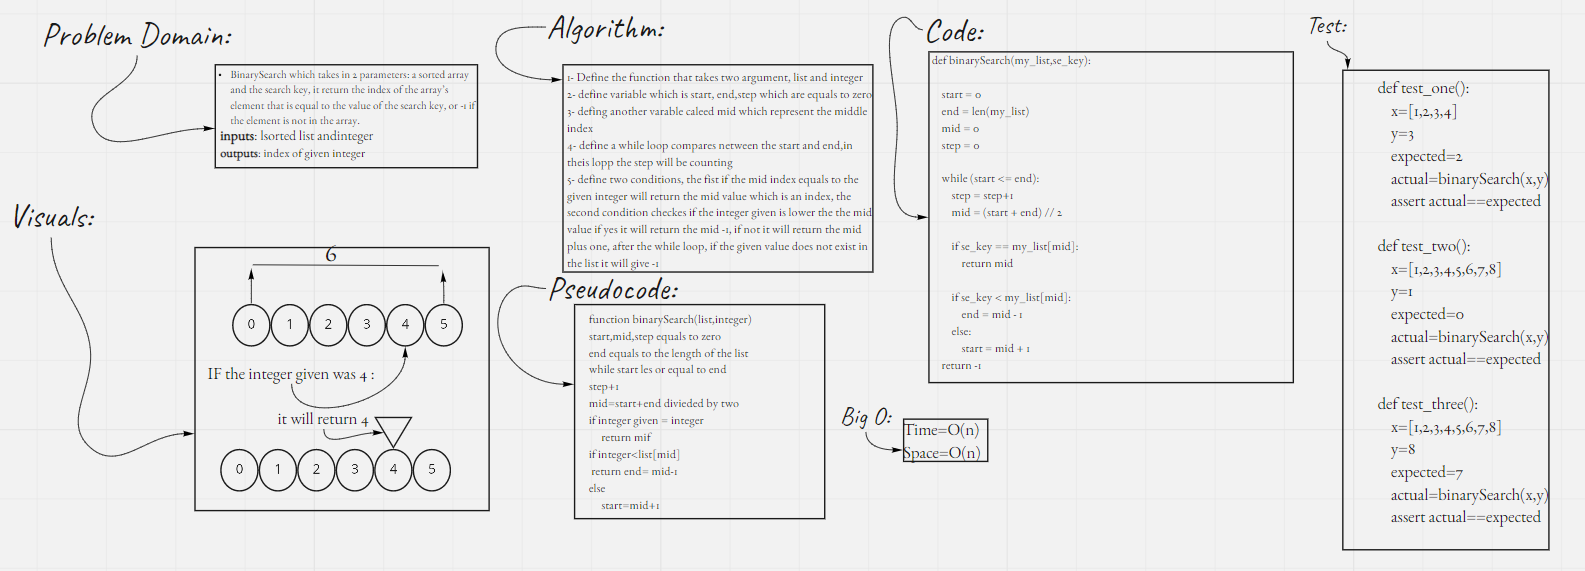 Problem Domain:
• BinarySearch which takes in 2 parameters: a sorted array
and the search key, it return the index of the array's
element that is equal to the value of the search key, or -1 if
the element is not in the array.
inputs: lsorted list andinteger
outputs: index of given integer
Visuals:
6
0 1 2 3 4 5
IF the integer given was 4 :
it will return 4
0 1 2 3 4 5
Algorithm:
1- Define the function that takes two argument, list and integer
2- define variable which is start, end,step which are equals to zero
3- defing another varable caleed mid which represent the middle
index
4- define a while loop compares netween the start and end,in
theis lopp the step will be counting
5- define two conditions, the fist if the mid index equals to the
given integer will return the mid value which is an index, the
second condition checkes if the integer given is lower the the mid
value if yes it will return the mid -1, if not it will return the mid
plus one, after the while loop, if the given value does not exist in
the list it will give -1
Pseudocode:
function binarySearch(list,integer)
start,mid,step equals to zero
end equals to the length of the list
while start les or equal to end
step+1
mid=start+end divieded by two
if integer given = integer
return mif
if integer<list[mid]
return end= mid-1
else
start=mid+1
Code:
def binarySearch(my_list,se_key):
start = 0
end = len(my_list)
mid = 0
step = 0
while (start <= end):
step = step+1
mid = (start + end) // 2
if se_key == my_list[mid]:
return mid
if se_key < my_list[mid]:
end = mid - 1
else:
start = mid + 1
return -1
Big O:
Time=O(n)
Space=O(n)
Test:
def test_one():
x=[1,2,3,4]
y=3
expected=2
actual=binarySearch(x,y)
assert actual==expected
def test_two():
x=[1,2,3,4,5,6,7,8]
y=1
expected=0
actual=binarySearch(x,y)
assert actual==expected
def test_three():
x=[1,2,3,4,5,6,7,8]
y=8
expected=7
actual=binarySearch(x,y)
assert actual==expected